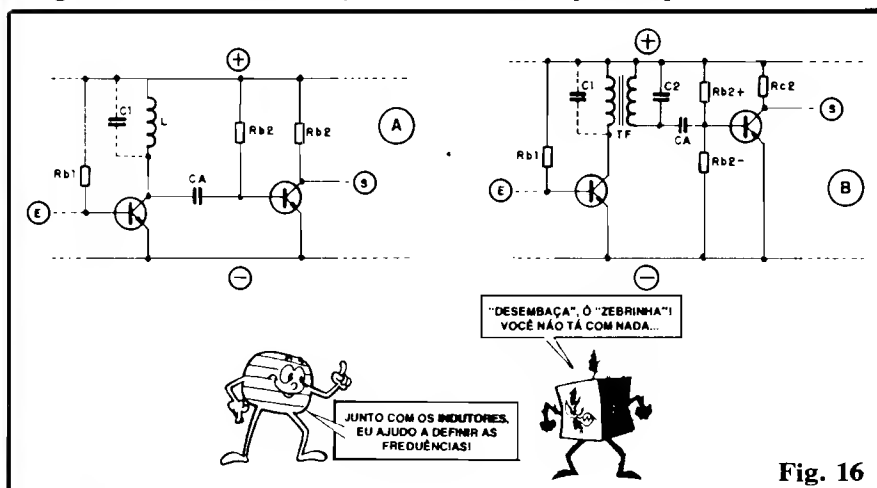 +
C1
L
Rb2
Rb2
A
Rb1
CA
S
E
−
+
C1
TF
C2
Rb2+
Rc2
S
CA
Rb1
Rb2-
E
B
−
"DESEMBAÇA", Ô "ZEBRINHA"!
VOCÊ NÃO TÁ COM NADA...
JUNTO COM OS INDUTORES,
EU AJUDO A DEFINIR AS
FREQUÊNCIAS!
Fig. 16